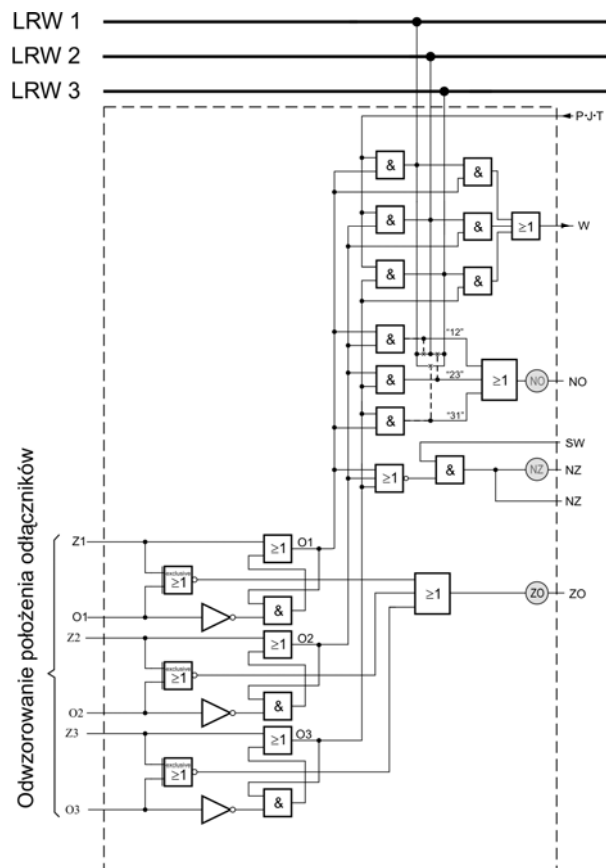 LRW 1
LRW 2
LRW 3
P·J·T
&
&
&
&
≥1
W
&
&
&
"12"
&
"23"
≥1
NO
NO
&
"31"
SW
≥1
&
NZ
NZ
NZ
Odwzorowanie położenia odłączników
Z1
≥1
O1
exclusive
≥1
O1
&
≥1
ZO
ZO
Z2
≥1
O2
exclusive
≥1
O2
&
Z3
≥1
O3
exclusive
≥1
O3
&